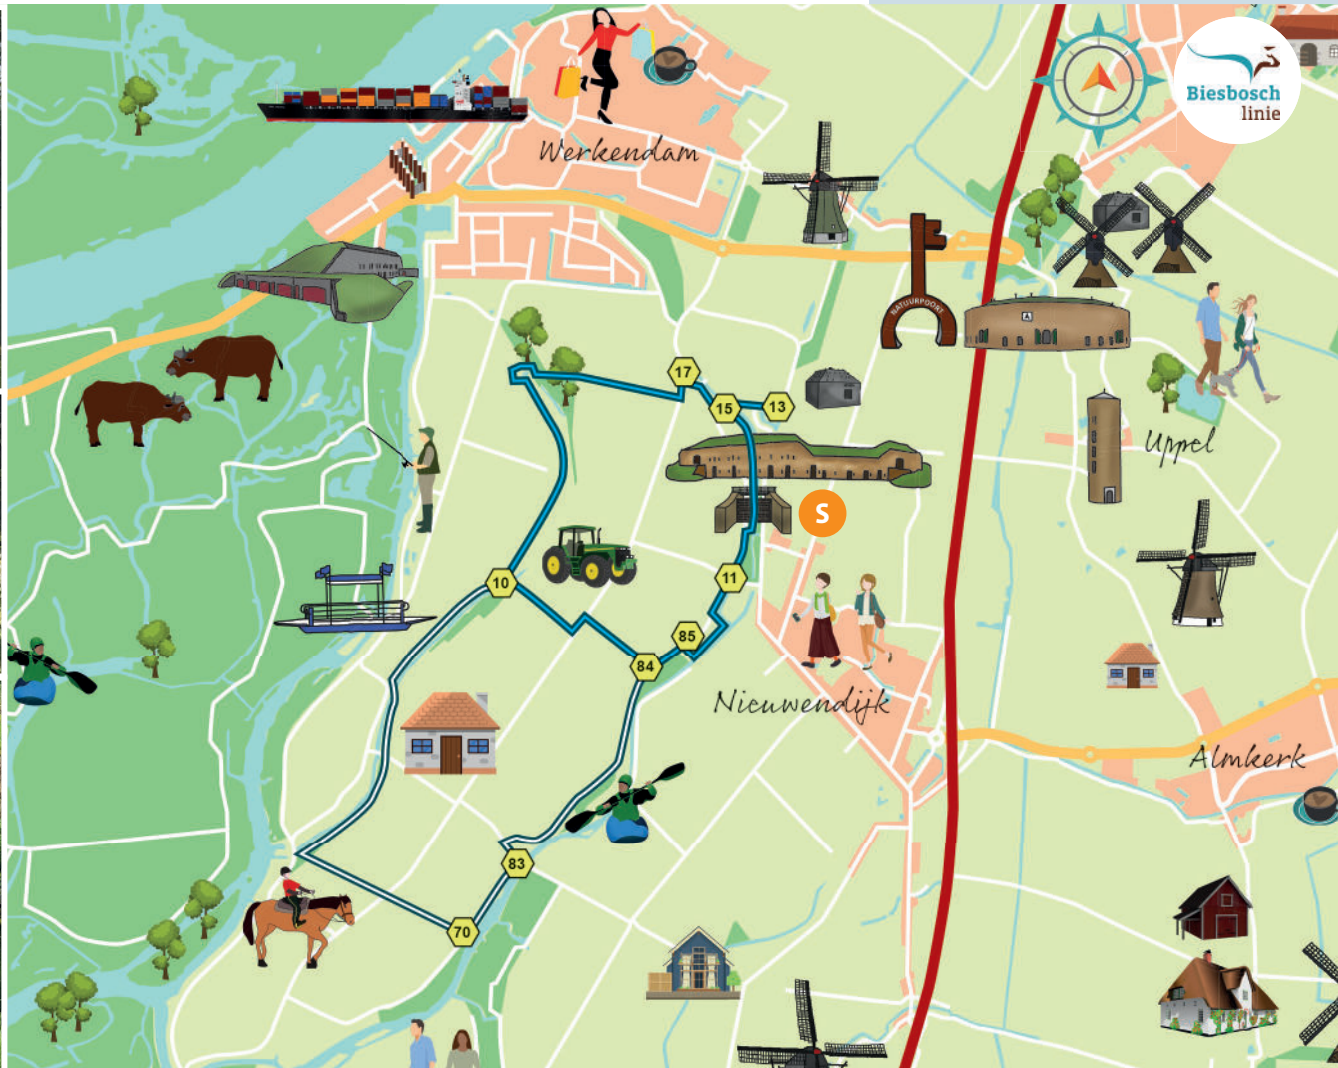 Biesbosch
linie
Werkendam
NATUURPOORT
A
17
15
13
Uppel
S
10
11
85
84
Nieuwendijk
Almkerk
83
70